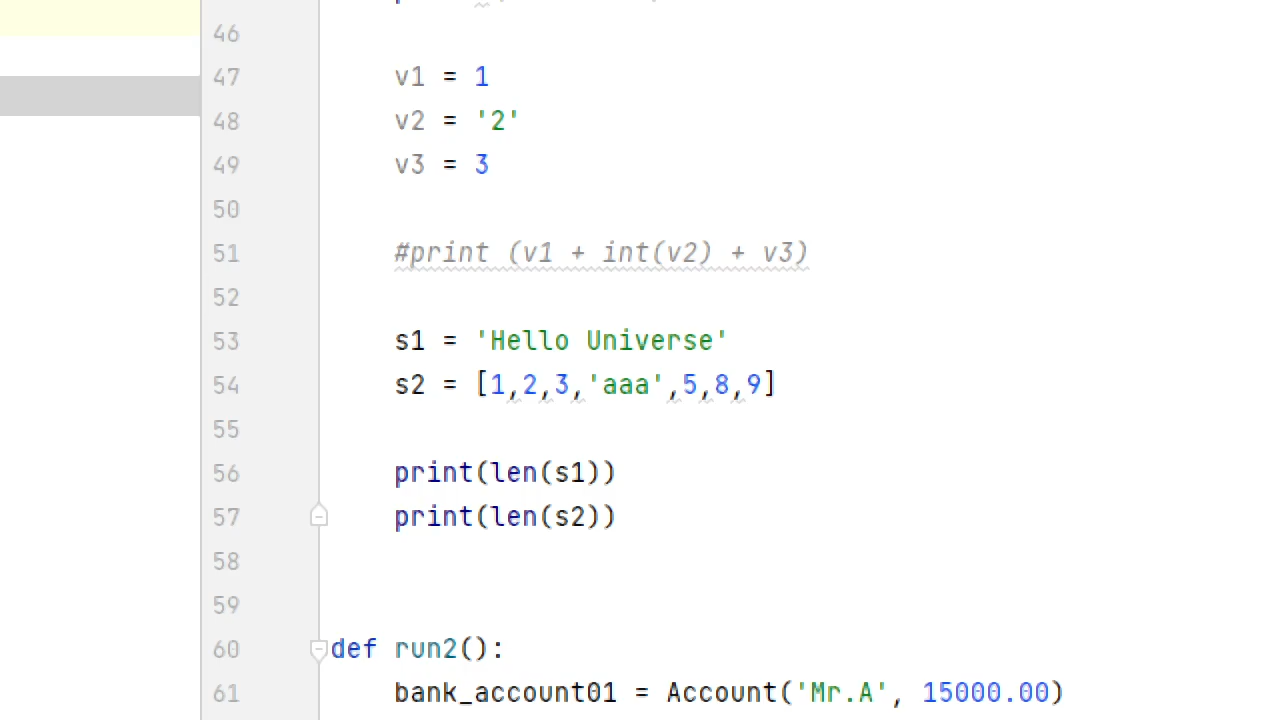 46
47 v1 = 1
48 v2 = '2'
49 v3 = 3
50
51 #print (v1 + int(v2) + v3)
52
53 s1 = 'Hello Universe'
54 s2 = [1,2,3,'aaa',5,8,9]
55
56 print(len(s1))
57 print(len(s2))
58
59
60 def run2():
61 bank_account01 = Account('Mr.A', 15000.00)